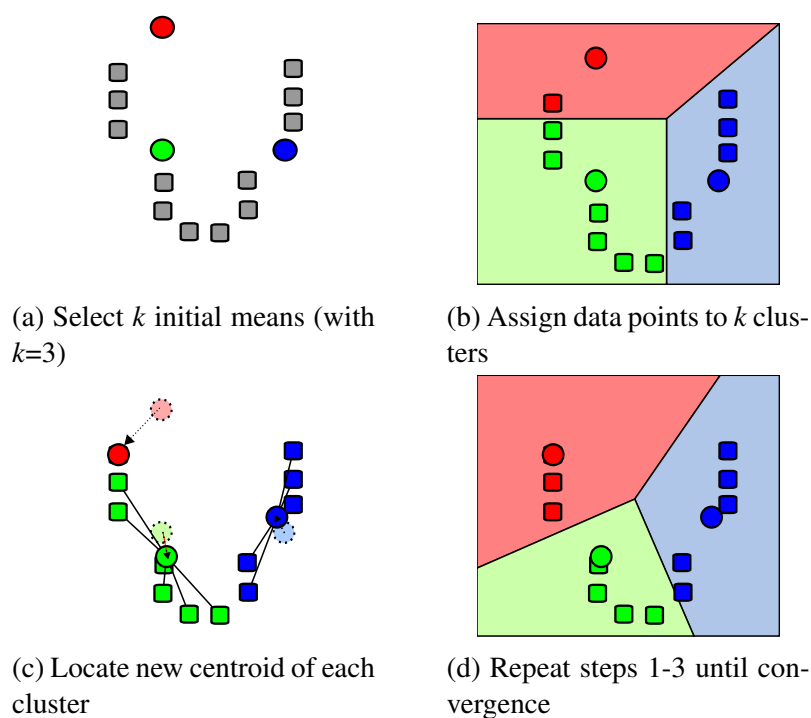 (a) Select k initial means (with
k=3)
(b) Assign data points to k clus-
ters
(c) Locate new centroid of each
cluster
(d) Repeat steps 1-3 until con-
vergence